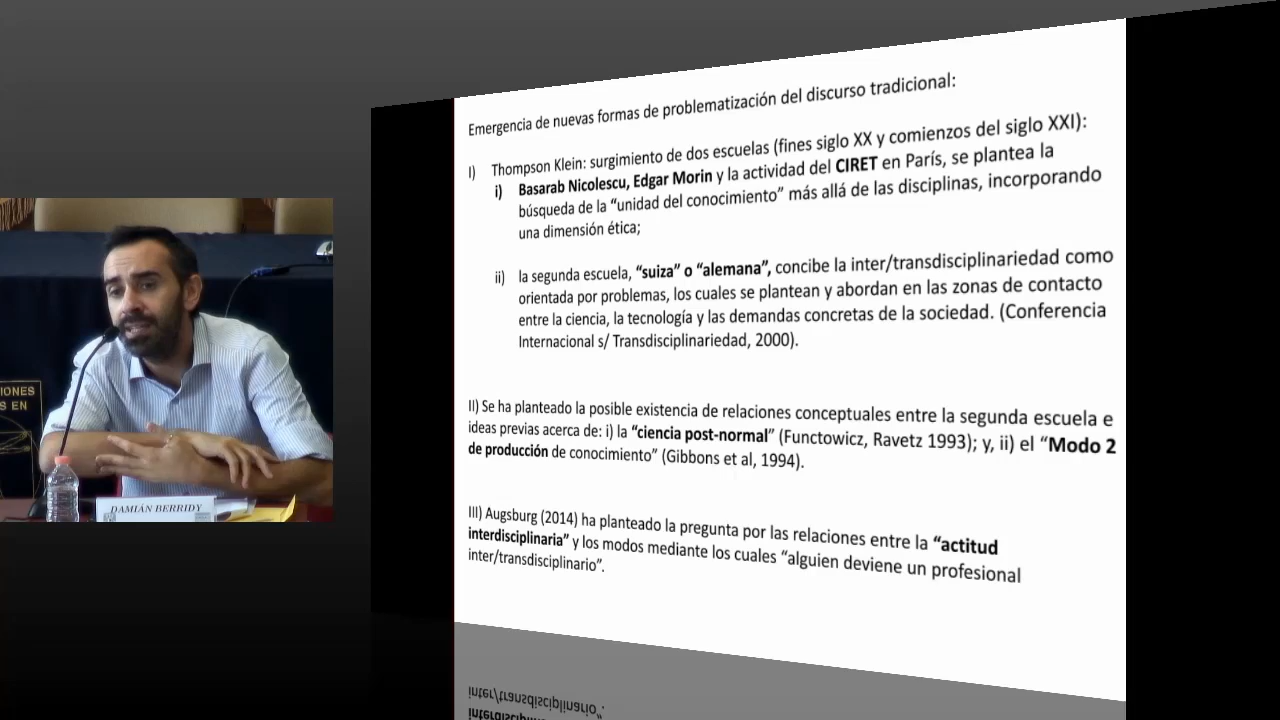 Emergencia de nuevas formas de problematización del discurso tradicional:
I) Thompson Klein: surgimiento de dos escuelas (fines siglo XX y comienzos del siglo XXI):
i) Basarab Nicolescu, Edgar Morin y la actividad del CIRET en París, se plantea la
búsqueda de la “unidad del conocimiento” más allá de las disciplinas, incorporando
una dimensión ética;
ii) la segunda escuela, “suiza” o “alemana”, concibe la inter/transdisciplinariedad como
orientada por problemas, los cuales se plantean y abordan en las zonas de contacto
entre la ciencia, la tecnología y las demandas concretas de la sociedad. (Conferencia
Internacional s/ Transdisciplinariedad, 2000).
II) Se ha planteado la posible existencia de relaciones conceptuales entre la segunda escuela e
ideas previas acerca de: i) la “ciencia post-normal” (Functowicz, Ravetz 1993); y, ii) el “Modo 2
de producción de conocimiento” (Gibbons et al, 1994).
III) Augsburg (2014) ha planteado la pregunta por las relaciones entre la “actitud
interdisciplinaria” y los modos mediante los cuales “alguien deviene un profesional
inter/transdisciplinario”.
IONES
S EN
DAMIÁN BERRIDY